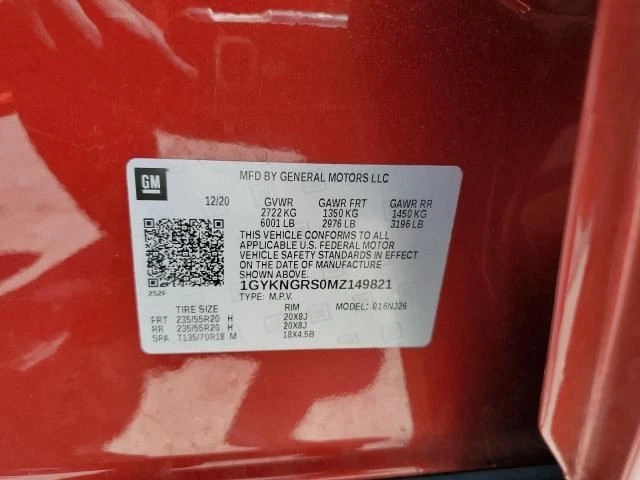 GM
MFD BY GENERAL MOTORS LLC
12/20 GVWR GAWR FRT GAWR RR
2722 KG 1350 KG 1450 KG
6001 LB 2976 LB 3196 LB
THIS VEHICLE CONFORMS TO ALL
APPLICABLE U.S. FEDERAL MOTOR
VEHICLE SAFETY STANDARDS IN EFFECT
ON THE DATE OF MANUFACTURE SHOWN
ABOVE.
1GYKNGRS0MZ149821
252F
TYPE: M.P.V. MODEL: 016NJ26
TIRE SIZE RIM
FRT 235/55R20 H 20X8J
RR 235/55R20 H 20X8J
SPA T135/70R18 M 18X4.5B